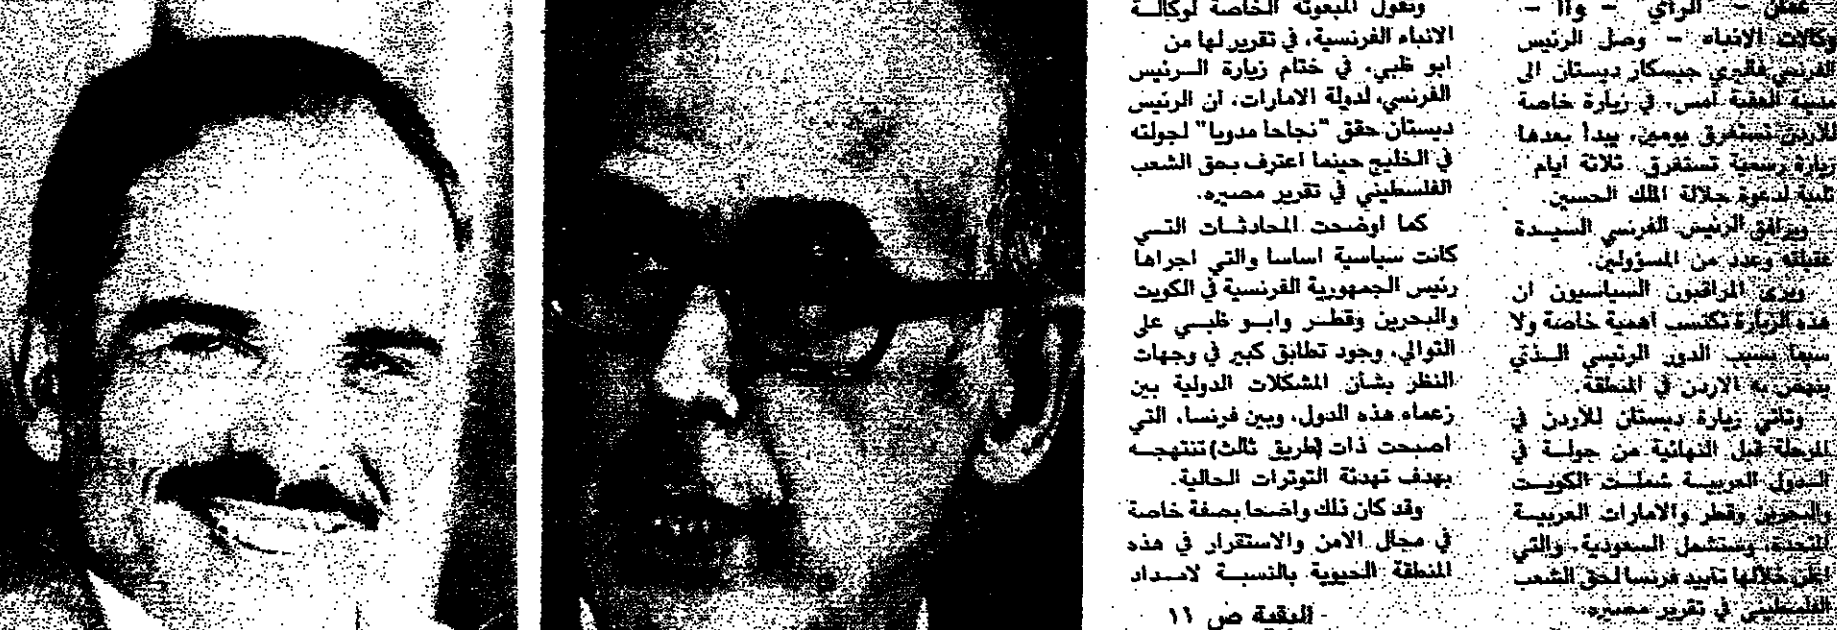 عمان - الراي - واا -
وكالات الانباء - وصل الرئيس
الفرنسي فاليري جيسكار ديستان الى
مدينة العقبة امس، في زيارة خاصة
للاردن تستغرق يومين، يبدأ بعدها
زيارة رسمية تستغرق ثلاثة ايام
تلبية لدعوة جلالة الملك الحسين.
ويرافق الرئيس الفرنسي السيدة
عقيلته وعدد من المسؤولين.
ويرى المراقبون السياسيون ان
هذه الزيارة تكتسب أهمية خاصة ولا
سيما بسبب الدور الرئيسي الذي
ينهض به الاردن في المنطقة.
وتأتي زيارة ديستان للأردن في
المرحلة قبل النهائية من جولة في
الدول العربية شملت الكويت
والبحرين وقطر والامارات العربية
المتحدة، وستشمل السعودية، والتي
اعلن خلالها تأييد فرنسا لحق الشعب
الفلسطيني في تقرير مصيره.
وتقول المبعوثة الخاصة لوكالة
الانباء الفرنسية، في تقرير لها من
ابو ظبي، في ختام زيارة الرئيس
الفرنسي، لدولة الامارات، ان الرئيس
ديستان حقق "نجاحا مدويا" لجولته
في الخليج حينما اعترف بحق الشعب
الفلسطيني في تقرير مصيره.
كما اوضحت المحادثات التي
كانت سياسية اساسا والتي اجراها
رئيس الجمهورية الفرنسية في الكويت
والبحرين وقطر وابو ظبي على
التوالي، وجود تطابق كبير في وجهات
النظر بشأن المشكلات الدولية بين
زعماء هذه الدول، وبين فرنسا، التي
اصبحت ذات (طريق ثالث) تنتهجه
بهدف تهدئة التوترات الحالية.
وقد كان ذلك واضحا بصفة خاصة
في مجال الامن والاستقرار في هذه
المنطقة الحيوية بالنسبة لامداد
- البقية ص ١١